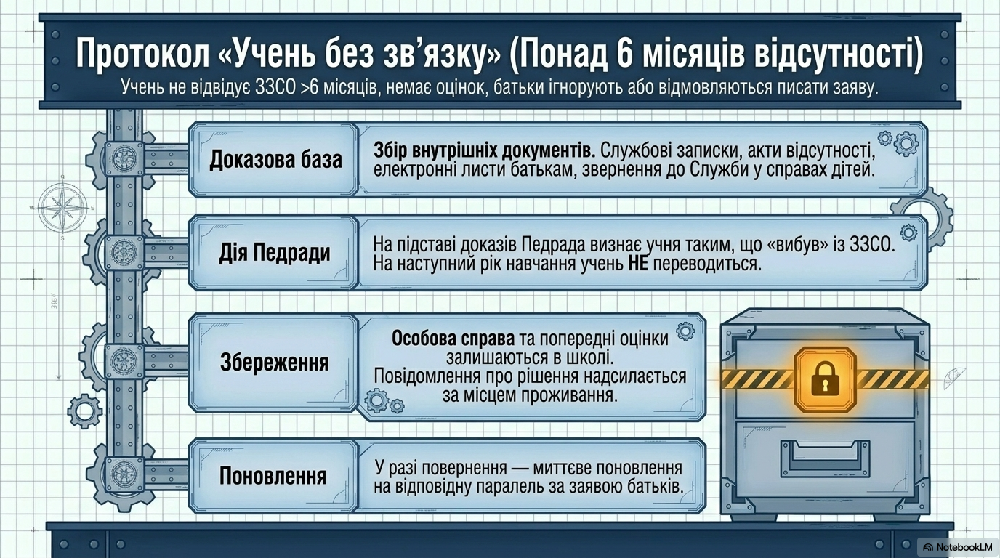 Протокол «Учень без зв’язку» (Понад 6 місяців відсутності)
Учень не відвідує ЗЗСО >6 місяців, немає оцінок, батьки ігнорують або відмовляються писати заяву.
Доказова база
Збір внутрішніх документів. Службові записки, акти відсутності,
електронні листи батькам, звернення до Служби у справах дітей.
Дія Педради
На підставі доказів Педрада визнає учня таким, що «вибув» із ЗЗСО.
На наступний рік навчання учень НЕ переводиться.
Збереження
Особова справа та попередні оцінки
залишаються в школі.
Повідомлення про рішення надсилається
за місцем проживання.
Поновлення
У разі повернення — миттєве поновлення
на відповідну паралель за заявою батьків.
W
E
S
NotebookLM